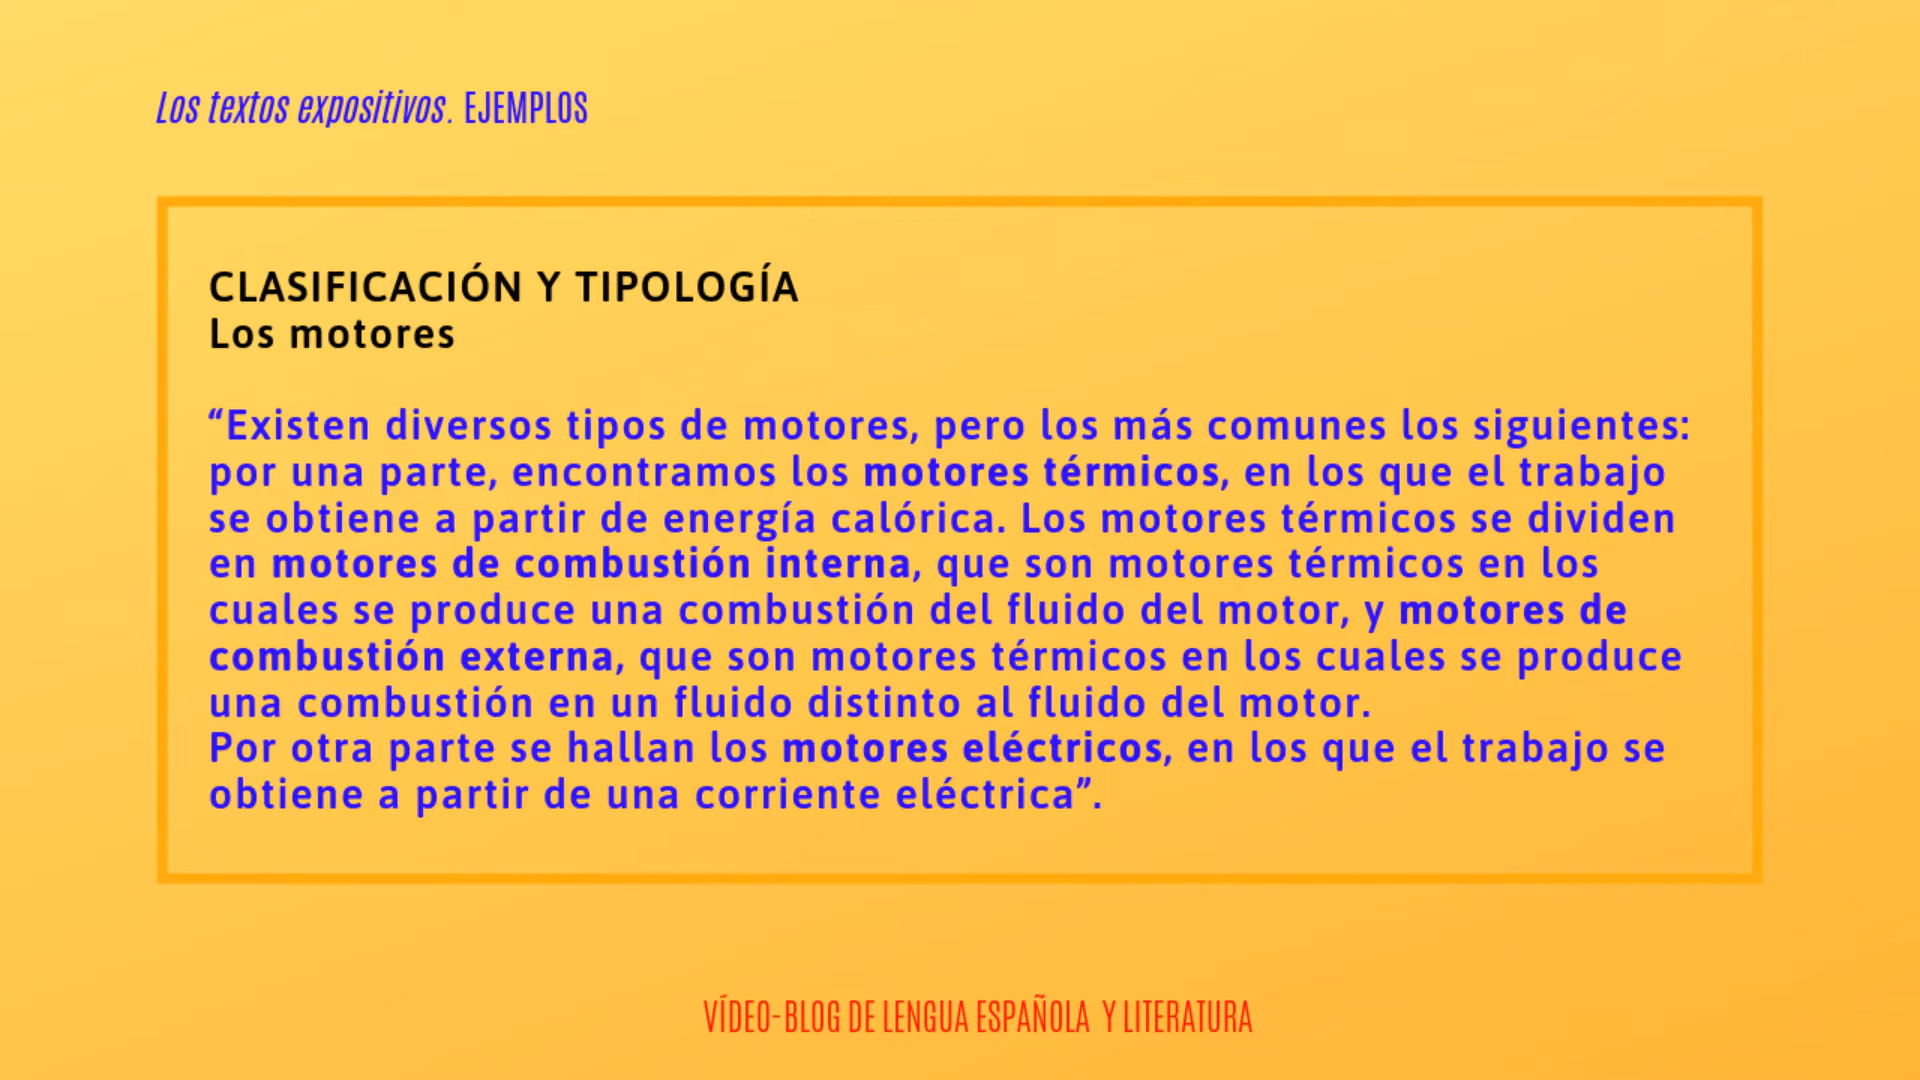 Los textos expositivos. EJEMPLOS
CLASIFICACIÓN Y TIPOLOGÍA
Los motores
“Existen diversos tipos de motores, pero los más comunes los siguientes:
por una parte, encontramos los motores térmicos, en los que el trabajo
se obtiene a partir de energía calórica. Los motores térmicos se dividen
en motores de combustión interna, que son motores térmicos en los
cuales se produce una combustión del fluido del motor, y motores de
combustión externa, que son motores térmicos en los cuales se produce
una combustión en un fluido distinto al fluido del motor.
Por otra parte se hallan los motores eléctricos, en los que el trabajo se
obtiene a partir de una corriente eléctrica”.
VÍDEO-BLOG DE LENGUA ESPAÑOLA Y LITERATURA